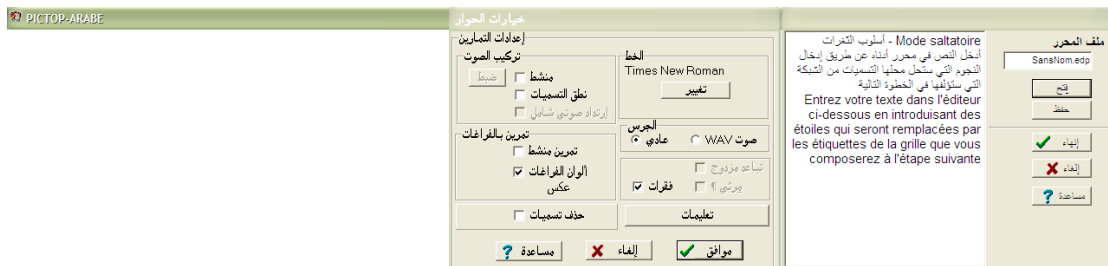 PICTOP-ARABE
خيارات الحوار
إعدادات التمارين
تركيب الصوت
منشط
ضبط
نطق التسميات
إرتداد صوتي شامل
تمرين بالفراغات
تمرين منشط
ألوان الفراغات
عكس
حذف تسميات
الخط
Times New Roman
تغيير
الجرس
صوت WAV
عادي
تباعد مزدوج
مرئي ¶
فقرات
تعليمات
موافق
إلغاء
مساعدة
Mode saltatoire - أسلوب الثغرات
أدخل النص في محرر أدناه عن طريق إدخال
النجوم التي ستحل محلها التسميات من الشبكة
التي ستؤلفها في الخطوة التالية
Entrez votre texte dans l'éditeur
ci-dessous en introduisant des
étoiles qui seront remplacées par
les étiquettes de la grille que vous
composerez à l'étape suivante
ملف المحرر
SansNom.edp
فتح
حفظ
إنهاء
إلغاء
مساعدة